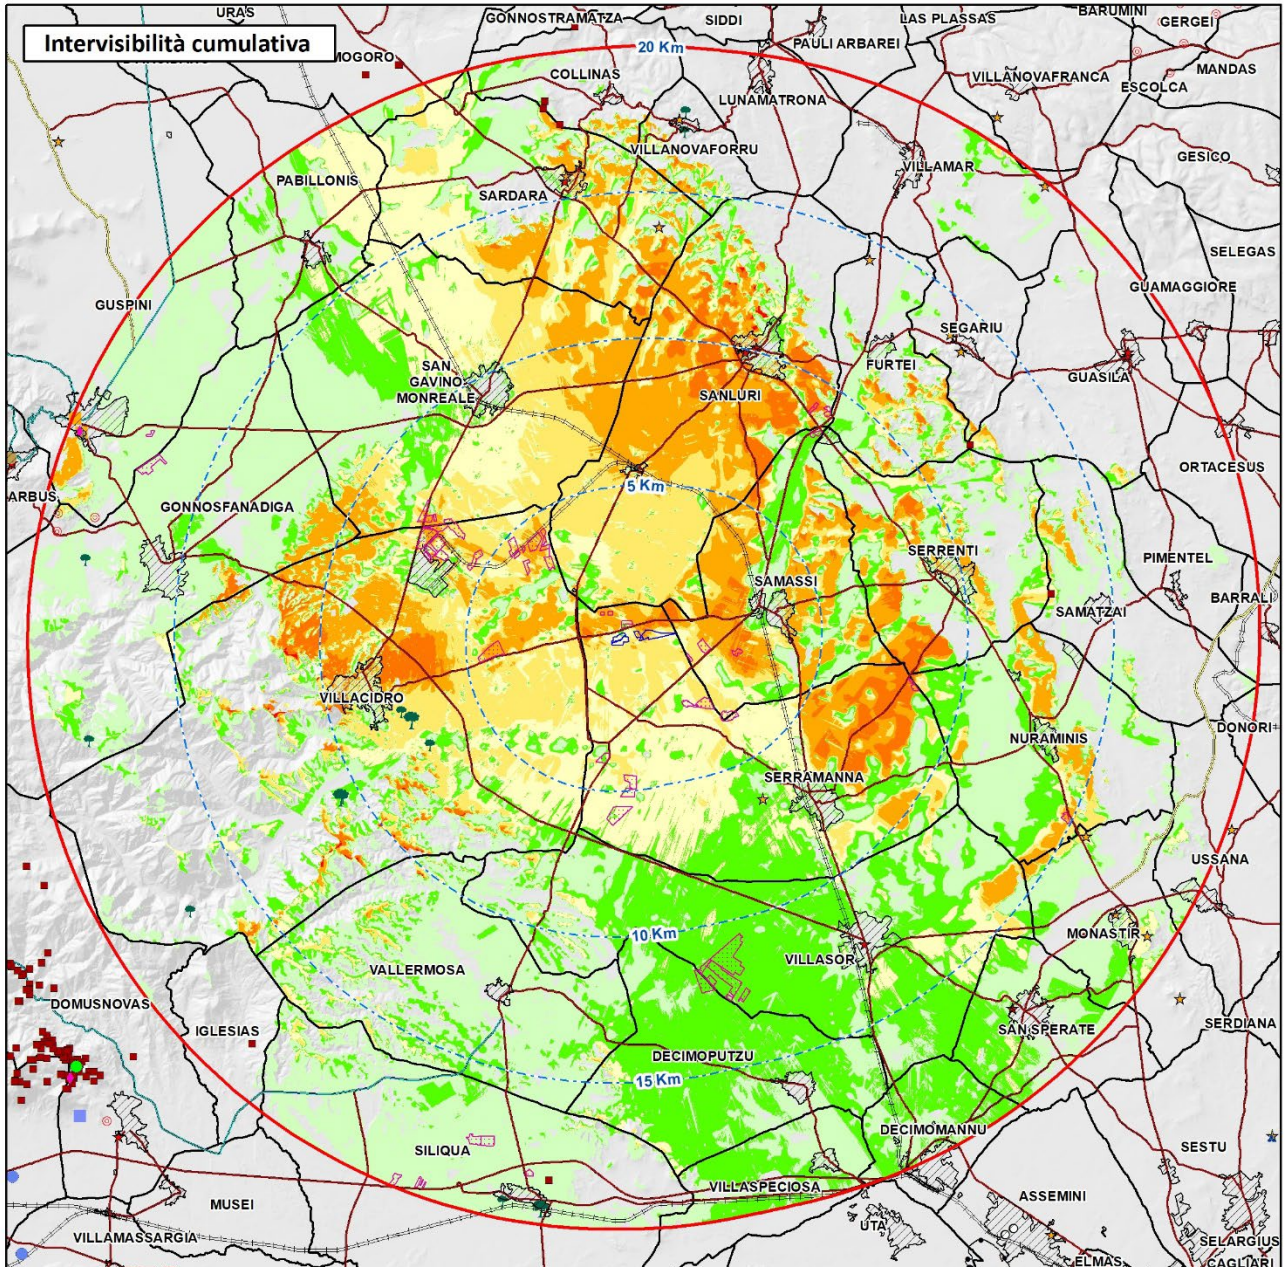 URAS
GONNOSTRAMATZA
SIDDI
LAS PLASSAS
BARUMINI
GERGEI
Intervisibilità cumulativa
MOGORO
20 Km
PAULI ARBAREI
MANDAS
COLLINAS
VILLANOVAFRANCA
ESCOLCA
LUNAMATRONA
VILLANOVAFORRU
GESICO
PABILLONIS
VILLAMAR
SARDARA
SELEGAS
GUSPINI
GUAMAGGIORE
SEGARIU
SAN
GAVINO
MONREALE
FURTEI
GUASILA
SANLURI
ORTACESUS
5 Km
ARBUS
GONNOSFANADIGA
SERRENTI
PIMENTEL
SAMASSI
BARRALI
SAMATZAI
VILLACIDRO
DONORI
NURAMINIS
SERRAMANNA
USSANA
10 Km
MONASTIR
VILLASOR
VALLERMOSA
DOMUSNOVAS
IGLESIAS
SAN SPERATE
SERDIANA
DECIMOPUTZU
15 Km
DECIMOMANNU
SESTU
SILIQUA
VILLASPECIOSA
ASSEMINI
MUSEI
UTA
VILLAMASSARGIA
SELARGIUS
ELMAS
CAGLIARI